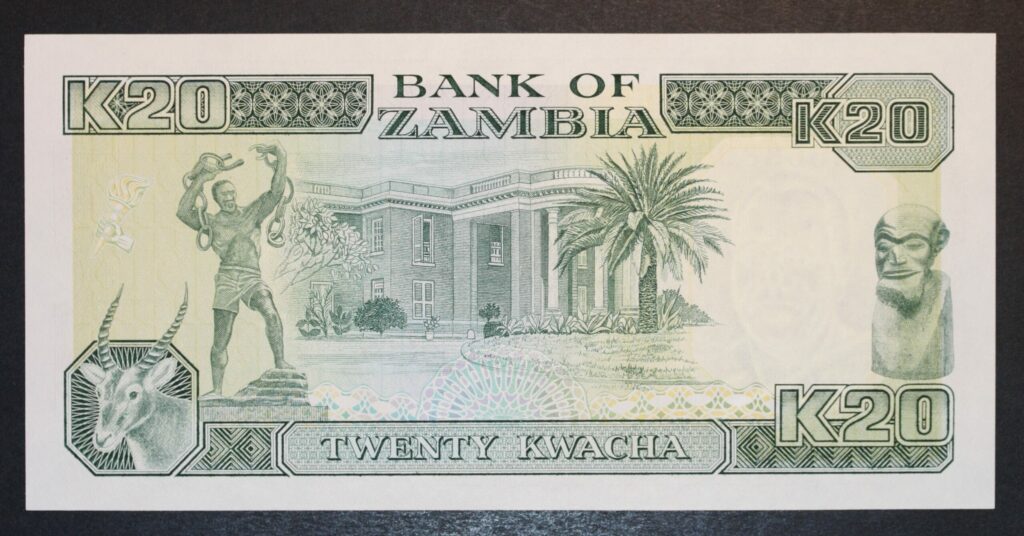 K20
BANK OF
ZAMBIA
K20
TWENTY KWACHA
K20